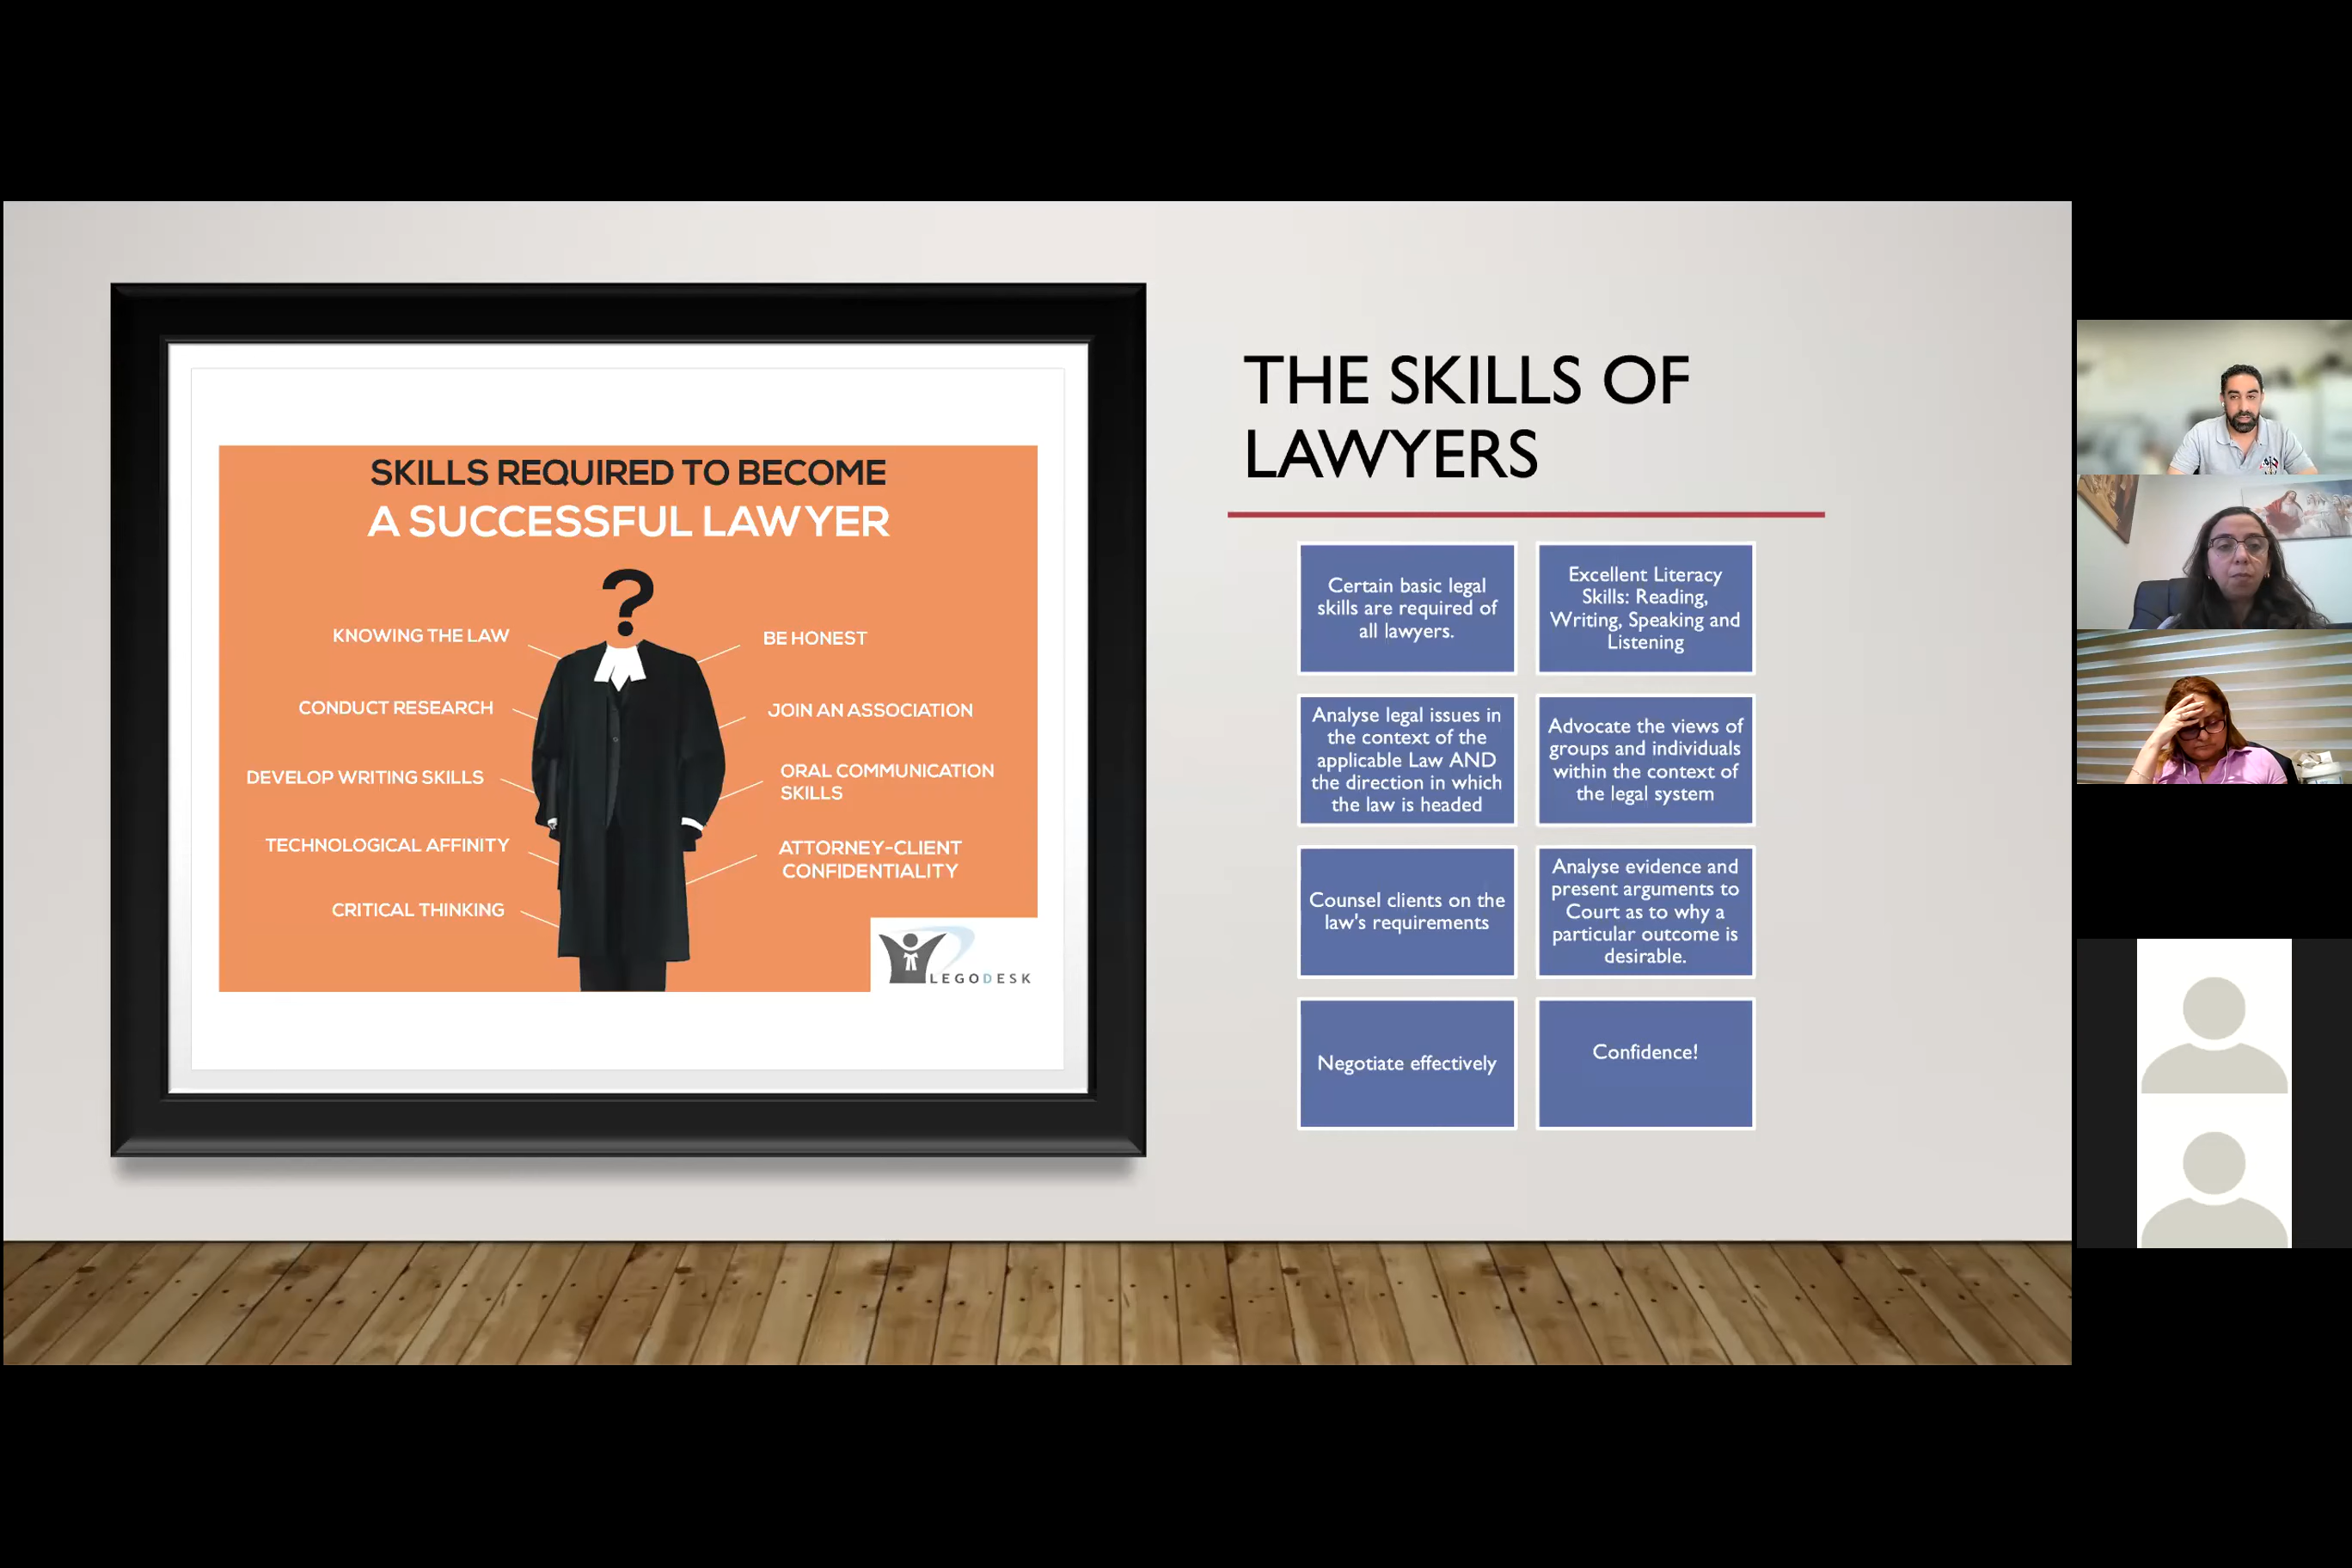 SKILLS REQUIRED TO BECOME
A SUCCESSFUL LAWYER
?
KNOWING THE LAW
CONDUCT RESEARCH
DEVELOP WRITING SKILLS
TECHNOLOGICAL AFFINITY
CRITICAL THINKING
BE HONEST
JOIN AN ASSOCIATION
ORAL COMMUNICATION
SKILLS
ATTORNEY-CLIENT
CONFIDENTIALITY
LEGODESK
THE SKILLS OF
LAWYERS
Certain basic legal
skills are required of
all lawyers.
Excellent Literacy
Skills: Reading,
Writing, Speaking and
Listening
Analyse legal issues in
the context of the
applicable Law AND
the direction in which
the law is headed
Advocate the views of
groups and individuals
within the context of
the legal system
Counsel clients on the
law's requirements
Analyse evidence and
present arguments to
Court as to why a
particular outcome is
desirable.
Negotiate effectively
Confidence!